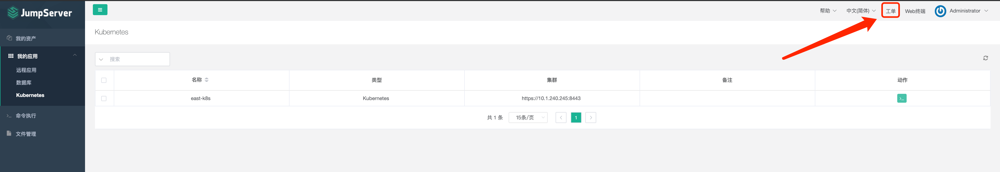 JumpServer
帮助
中文(简体)
工单
Web终端
Administrator
我的资产
我的应用
远程应用
数据库
Kubernetes
命令执行
文件管理
Kubernetes
搜索
名称 类型 集群 备注 动作
east-k8s Kubernetes https://10.1.240.245:8443
共 1 条 15条/页 1